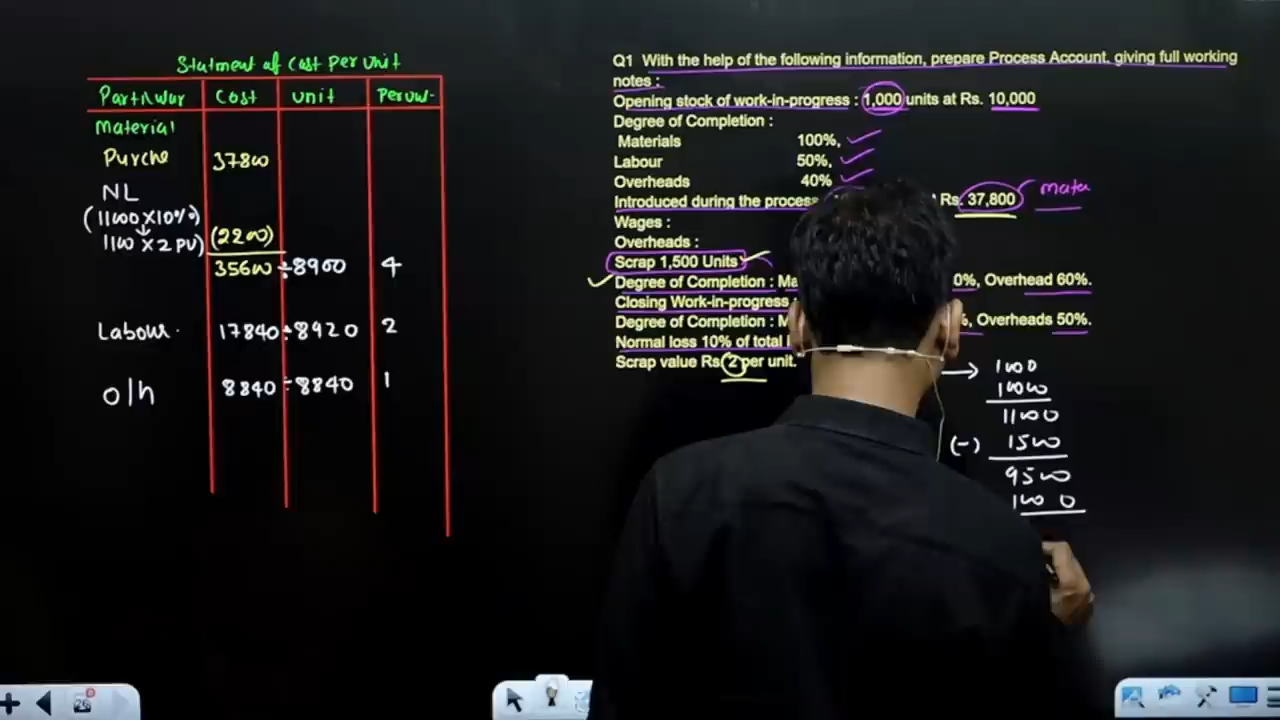 Statment of Cost Per Unit
Particular Cost unit Per un.
Material
Purche 37800
NL
(11000×10%)
1100 × 2 PU) (2200)
35600 ÷ 8900 4
Labour. 17840 ÷ 8920 2
o/h 8840 ÷ 8840 1
Q1 With the help of the following information, prepare Process Account, giving full working
notes :
Opening stock of work-in-progress : 1,000 units at Rs. 10,000
Degree of Completion :
Materials 100%,
Labour 50%,
Overheads 40%
Introduced during the process Rs. 37,800 mate
Wages :
Overheads :
Scrap 1,500 Units
Degree of Completion : Ma 0%, Overhead 60%.
Closing Work-in-progress
Degree of Completion : M %, Overheads 50%.
Normal loss 10% of total
Scrap value Rs 2 per unit.
1000
10000
11000
(-) 1500
9500
1000